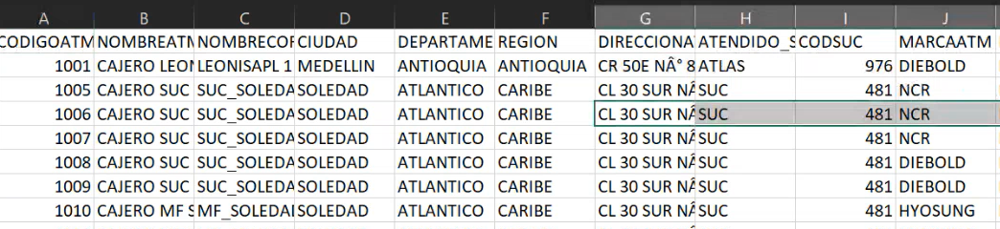 A B C D E F G H I J
CODIGOATM NOMBREATM NOMBRECOR CIUDAD DEPARTAME REGION DIRECCIONA ATENDIDO_S CODSUC MARCAATM
1001 CAJERO LEON LEONISAPL 1 MEDELLIN ANTIOQUIA ANTIOQUIA CR 50E NÂ° 8 ATLAS 976 DIEBOLD
1005 CAJERO SUC SUC_SOLEDA SOLEDAD ATLANTICO CARIBE CL 30 SUR NÂ SUC 481 NCR
1006 CAJERO SUC SUC_SOLEDA SOLEDAD ATLANTICO CARIBE CL 30 SUR NÂ SUC 481 NCR
1007 CAJERO SUC SUC_SOLEDA SOLEDAD ATLANTICO CARIBE CL 30 SUR NÂ SUC 481 NCR
1008 CAJERO SUC SUC_SOLEDA SOLEDAD ATLANTICO CARIBE CL 30 SUR NÂ SUC 481 DIEBOLD
1009 CAJERO SUC SUC_SOLEDA SOLEDAD ATLANTICO CARIBE CL 30 SUR NÂ SUC 481 DIEBOLD
1010 CAJERO MF S MF_SOLEDA SOLEDAD ATLANTICO CARIBE CL 30 SUR NÂ SUC 481 HYOSUNG